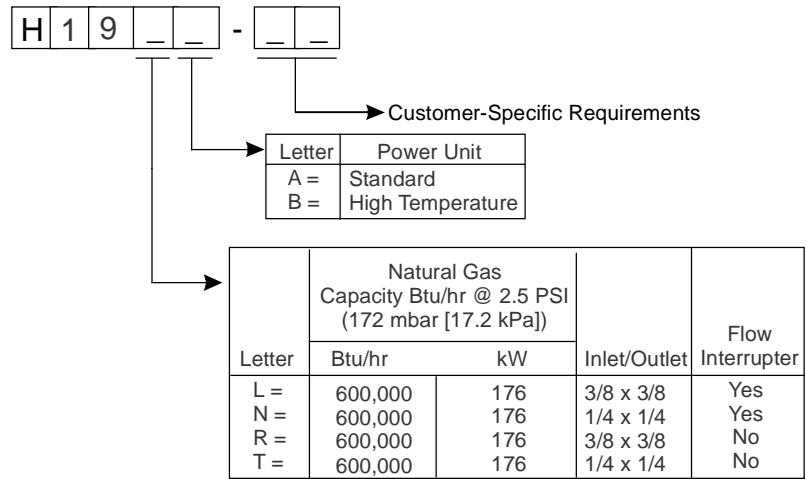 H 1 9 _ _ - _ _
Customer-Specific Requirements
Letter Power Unit
A = Standard
B = High Temperature
Natural Gas
Capacity Btu/hr @ 2.5 PSI
(172 mbar [17.2 kPa])
Flow
Letter Btu/hr kW Inlet/Outlet Interrupter
L = 600,000 176 3/8 x 3/8 Yes
N = 600,000 176 1/4 x 1/4 Yes
R = 600,000 176 3/8 x 3/8 No
T = 600,000 176 1/4 x 1/4 No